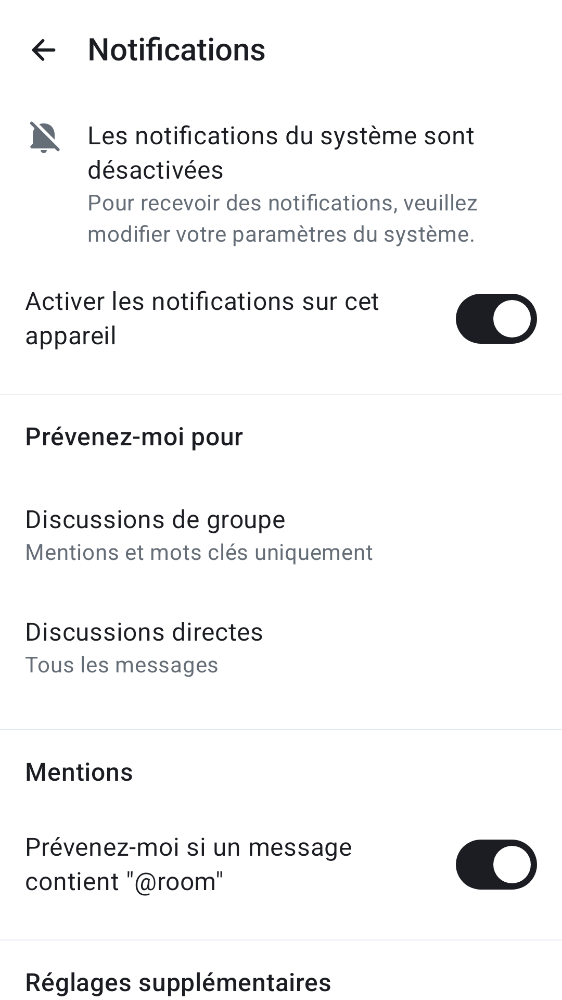 Notifications
Les notifications du système sont
désactivées
Pour recevoir des notifications, veuillez
modifier votre paramètres du système.
Activer les notifications sur cet
appareil
Prévenez-moi pour
Discussions de groupe
Mentions et mots clés uniquement
Discussions directes
Tous les messages
Mentions
Prévenez-moi si un message
contient "@room"
Réglages supplémentaires